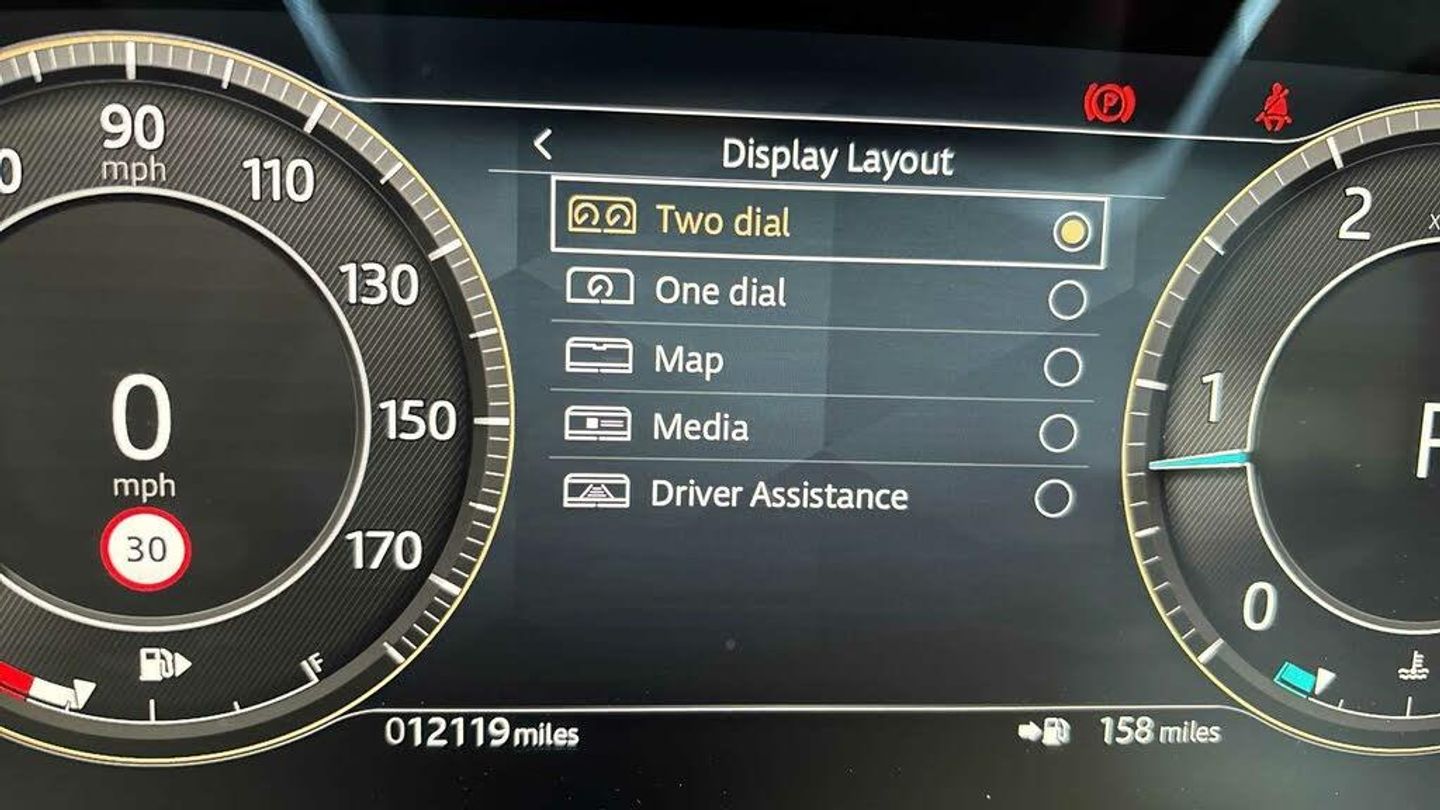 90
mph
110
130
150
170
0
mph
30
F
Display Layout
Two dial
One dial
Map
Media
Driver Assistance
P
2
1
0
012119 miles
158 miles